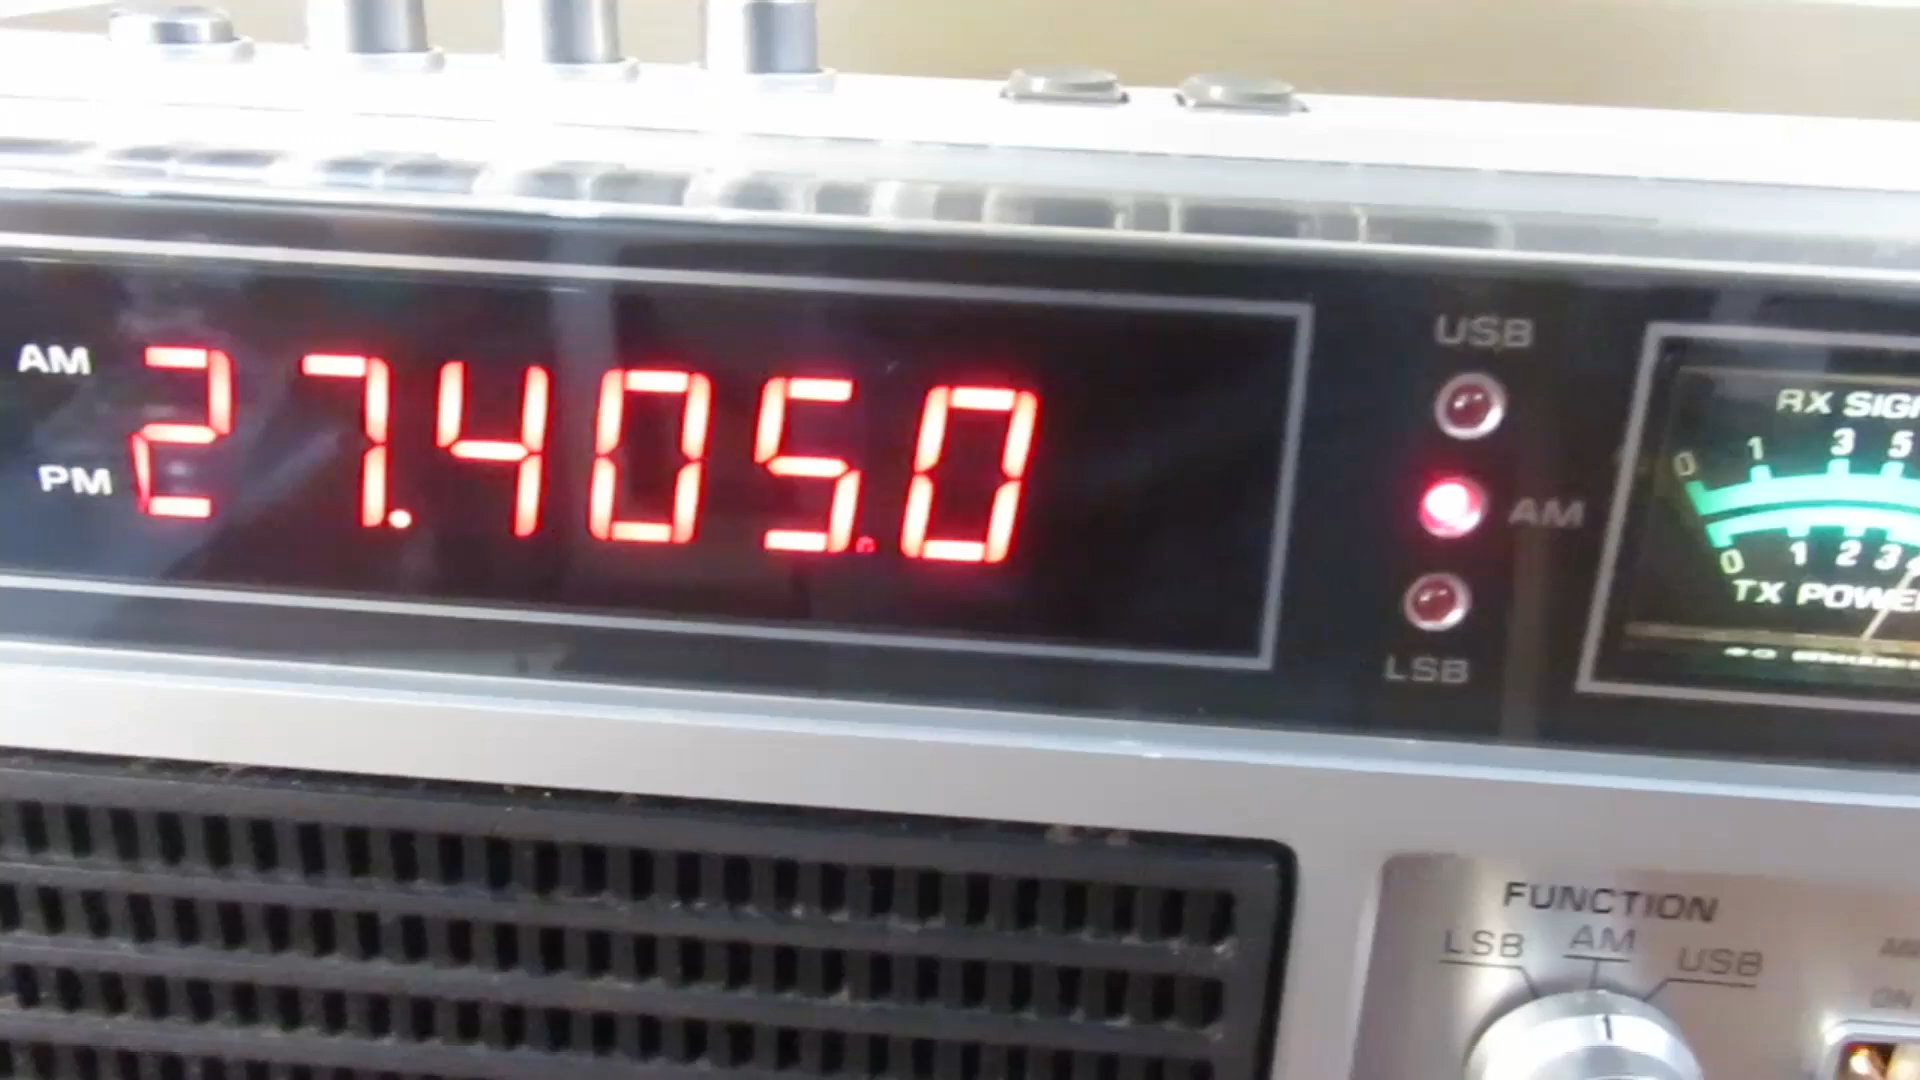 AM
PM
27.405.0
USB
AM
LSB
RX SIG
0 1 3 5
0 1 2 3
TX POWE
FUNCTION
LSB AM USB
ON